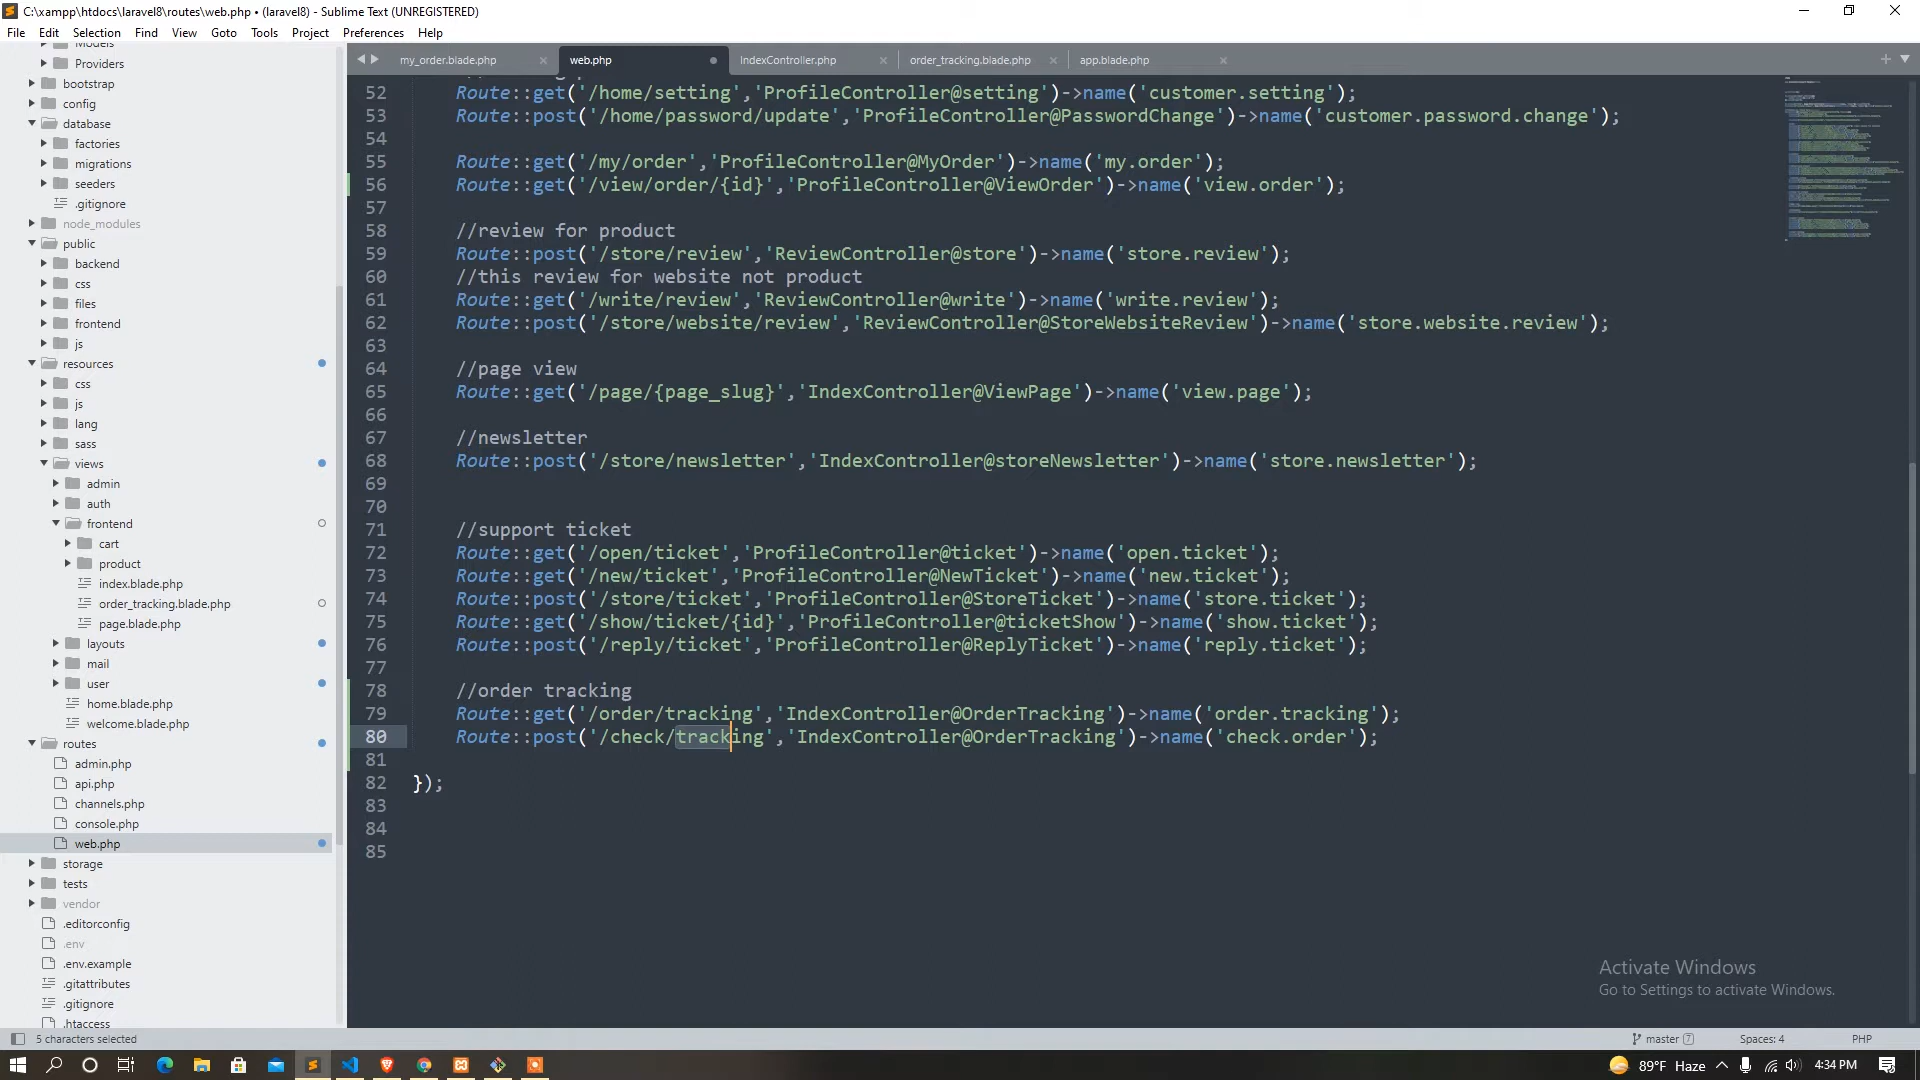 C:\xampp\htdocs\laravel8\routes\web.php • (laravel8) - Sublime Text (UNREGISTERED)
File Edit Selection Find View Goto Tools Project Preferences Help
my_order.blade.php
web.php
IndexController.php
order_tracking.blade.php
app.blade.php
Models
Providers
bootstrap
config
database
factories
migrations
seeders
.gitignore
node_modules
public
backend
css
files
frontend
js
resources
css
js
lang
sass
views
admin
auth
frontend
cart
product
index.blade.php
order_tracking.blade.php
page.blade.php
layouts
mail
user
home.blade.php
welcome.blade.php
routes
admin.php
api.php
channels.php
console.php
web.php
storage
tests
vendor
.editorconfig
.env
.env.example
.gitattributes
.gitignore
.htaccess
52 Route::get('/home/setting','ProfileController@setting')->name('customer.setting');
53 Route::post('/home/password/update','ProfileController@PasswordChange')->name('customer.password.change');
54
55 Route::get('/my/order','ProfileController@MyOrder')->name('my.order');
56 Route::get('/view/order/{id}','ProfileController@ViewOrder')->name('view.order');
57
58 //review for product
59 Route::post('/store/review','ReviewController@store')->name('store.review');
60 //this review for website not product
61 Route::get('/write/review','ReviewController@write')->name('write.review');
62 Route::post('/store/website/review','ReviewController@StoreWebsiteReview')->name('store.website.review');
63
64 //page view
65 Route::get('/page/{page_slug}','IndexController@ViewPage')->name('view.page');
66
67 //newsletter
68 Route::post('/store/newsletter','IndexController@storeNewsletter')->name('store.newsletter');
69
70
71 //support ticket
72 Route::get('/open/ticket','ProfileController@ticket')->name('open.ticket');
73 Route::get('/new/ticket','ProfileController@NewTicket')->name('new.ticket');
74 Route::post('/store/ticket','ProfileController@StoreTicket')->name('store.ticket');
75 Route::get('/show/ticket/{id}','ProfileController@ticketShow')->name('show.ticket');
76 Route::post('/reply/ticket','ProfileController@ReplyTicket')->name('reply.ticket');
77
78 //order tracking
79 Route::get('/order/tracking','IndexController@OrderTracking')->name('order.tracking');
80 Route::post('/check/tracking','IndexController@OrderTracking')->name('check.order');
81
82 });
83
84
85
Activate Windows
Go to Settings to activate Windows.
5 characters selected
master 7
Spaces: 4
PHP
89°F Haze
4:34 PM